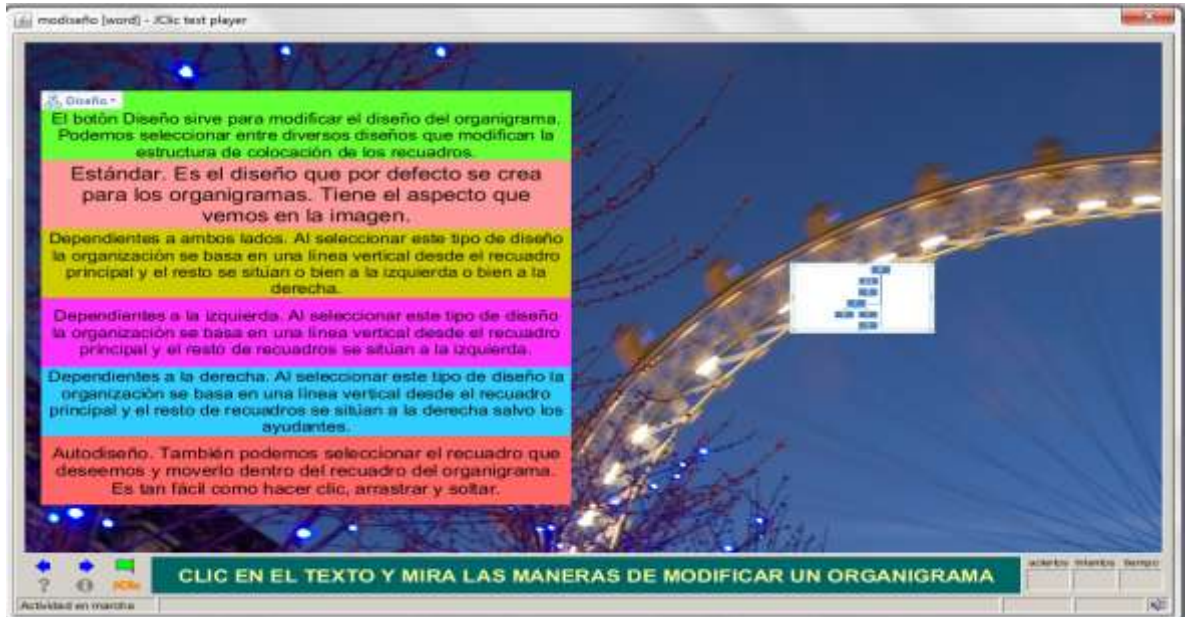 modiseño [word] - JClic test player
Diseño
El botón Diseño sirve para modificar el diseño del organigrama.
Podemos seleccionar entre diversos diseños que modifican la
estructura de colocación de los recuadros.
Estándar. Es el diseño que por defecto se crea
para los organigramas. Tiene el aspecto que
vemos en la imagen.
Dependientes a ambos lados. Al seleccionar este tipo de diseño
la organización se basa en una línea vertical desde el recuadro
principal y el resto se sitúan o bien a la izquierda o bien a la
derecha.
Dependientes a la izquierda. Al seleccionar este tipo de diseño
la organización se basa en una línea vertical desde el recuadro
principal y el resto de recuadros se sitúan a la izquierda.
Dependientes a la derecha. Al seleccionar este tipo de diseño la
organización se basa en una línea vertical desde el recuadro
principal y el resto de recuadros se sitúan a la derecha salvo los
ayudantes.
Autodiseño. También podemos seleccionar el recuadro que
deseemos y moverlo dentro del recuadro del organigrama.
Es tan fácil como hacer clic, arrastrar y soltar.
CLIC EN EL TEXTO Y MIRA LAS MANERAS DE MODIFICAR UN ORGANIGRAMA
aciertos intentos tiempo
JClic
Actividad en marcha